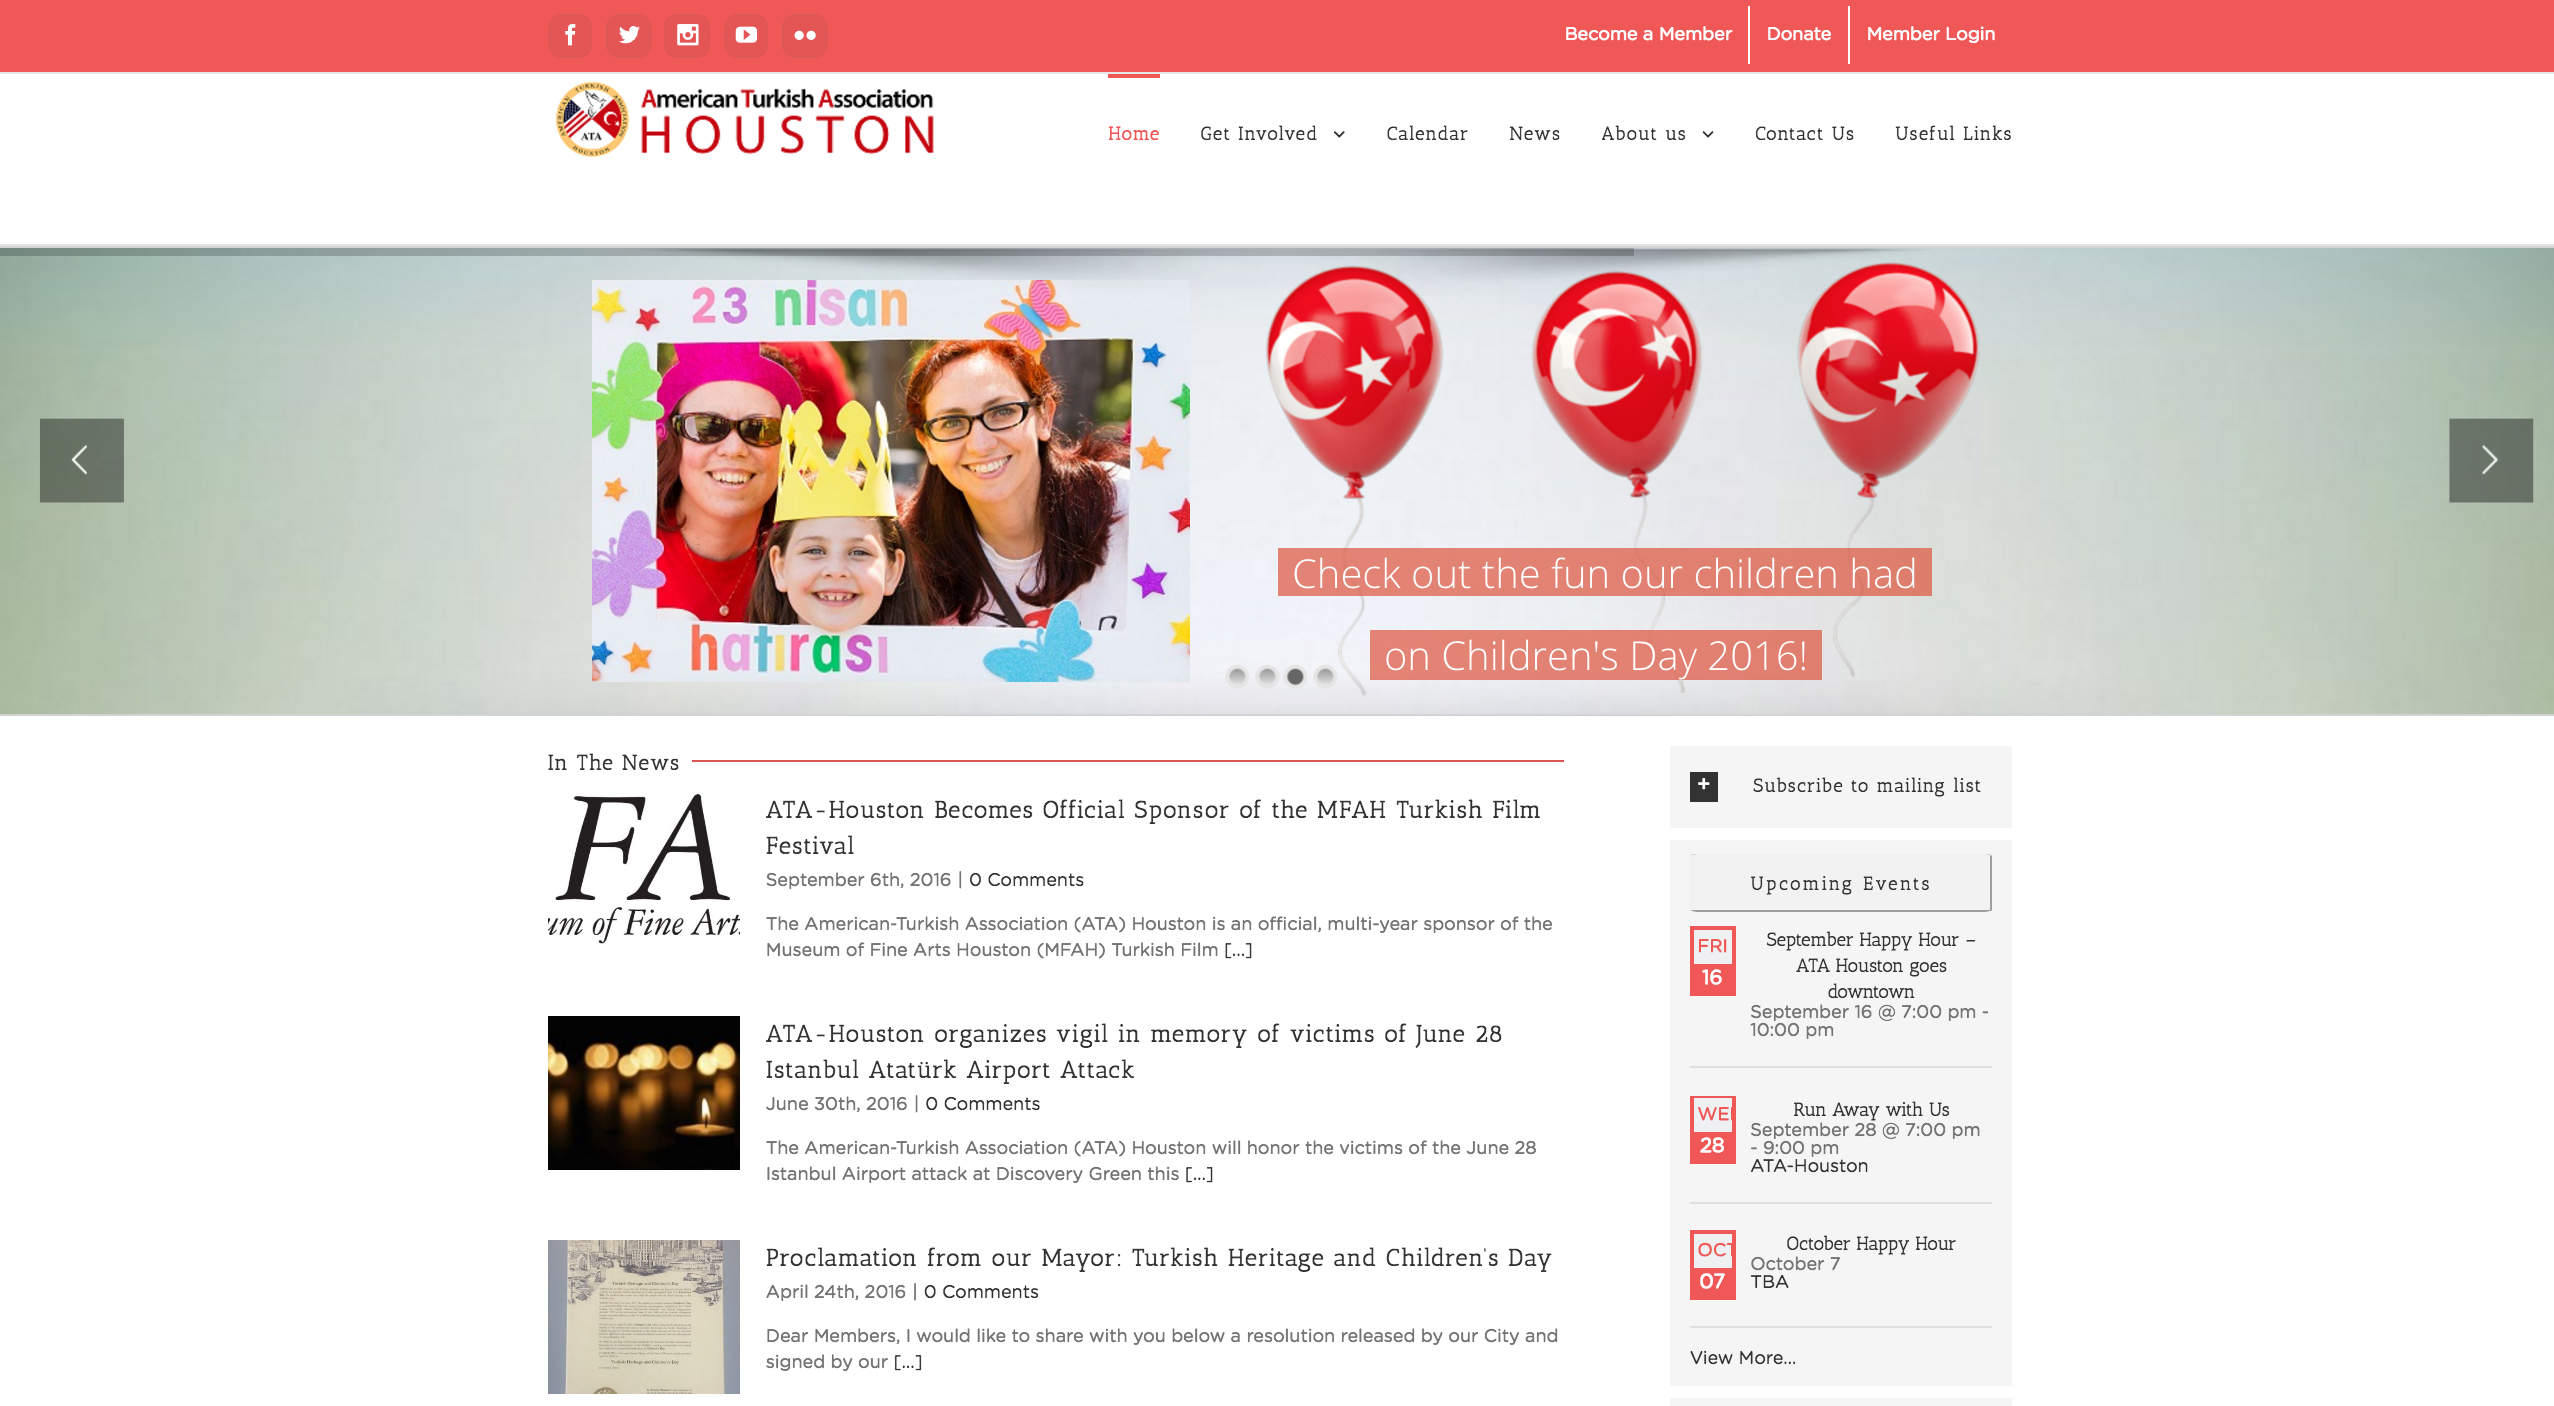 Become a Member
Donate
Member Login
American Turkish Association
HOUSTON
ATA
Home
Get Involved
Calendar
News
About us
Contact Us
Useful Links
23 nisan
hatırası
Check out the fun our children had
on Children's Day 2016!
In The News
FA
um of Fine Art
ATA-Houston Becomes Official Sponsor of the MFAH Turkish Film
Festival
September 6th, 2016 | 0 Comments
The American-Turkish Association (ATA) Houston is an official, multi-year sponsor of the
Museum of Fine Arts Houston (MFAH) Turkish Film [...]
ATA-Houston organizes vigil in memory of victims of June 28
Istanbul Atatürk Airport Attack
June 30th, 2016 | 0 Comments
The American-Turkish Association (ATA) Houston will honor the victims of the June 28
Istanbul Airport attack at Discovery Green this [...]
Proclamation from our Mayor: Turkish Heritage and Children's Day
April 24th, 2016 | 0 Comments
Dear Members, I would like to share with you below a resolution released by our City and
signed by our [...]
Turkish Heritage and Children's Day
Turkish Heritage and Children's Day
+ Subscribe to mailing list
Upcoming Events
FRI
16
September Happy Hour –
ATA Houston goes
downtown
September 16 @ 7:00 pm -
10:00 pm
WE
28
Run Away with Us
September 28 @ 7:00 pm
- 9:00 pm
ATA-Houston
OCT
07
October Happy Hour
October 7
TBA
View More...